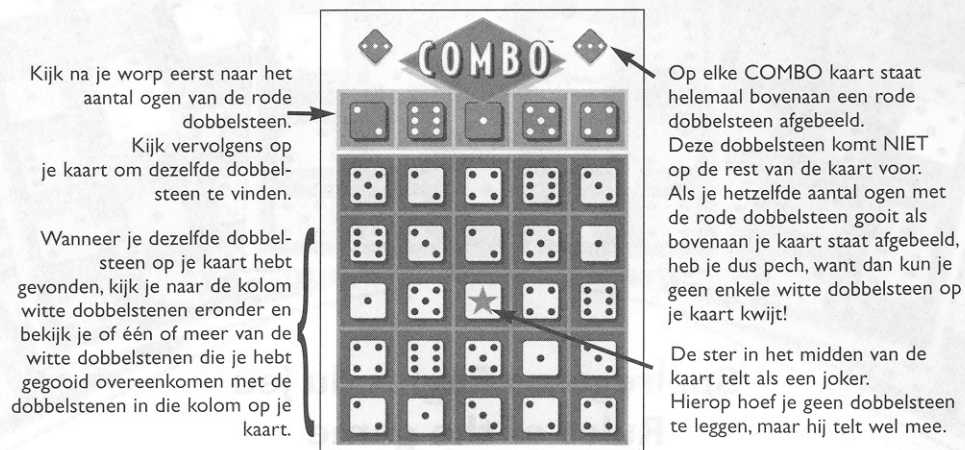 Kijk na je worp eerst naar het
aantal ogen van de rode
dobbelsteen.
Kijk vervolgens op
je kaart om dezelfde dobbel-
steen te vinden.
Wanneer je dezelfde dobbel-
steen op je kaart hebt
gevonden, kijk je naar de kolom
witte dobbelstenen eronder en
bekijk je of één of meer van de
witte dobbelstenen die je hebt
gegooid overeenkomen met de
dobbelstenen in die kolom op je
kaart.
COMBO™
Op elke COMBO kaart staat
helemaal bovenaan een rode
dobbelsteen afgebeeld.
Deze dobbelsteen komt NIET
op de rest van de kaart voor.
Als je hetzelfde aantal ogen met
de rode dobbelsteen gooit als
bovenaan je kaart staat afgebeeld,
heb je dus pech, want dan kun je
geen enkele witte dobbelsteen op
je kaart kwijt!
De ster in het midden van de
kaart telt als een joker.
Hierop hoef je geen dobbelsteen
te leggen, maar hij telt wel mee.